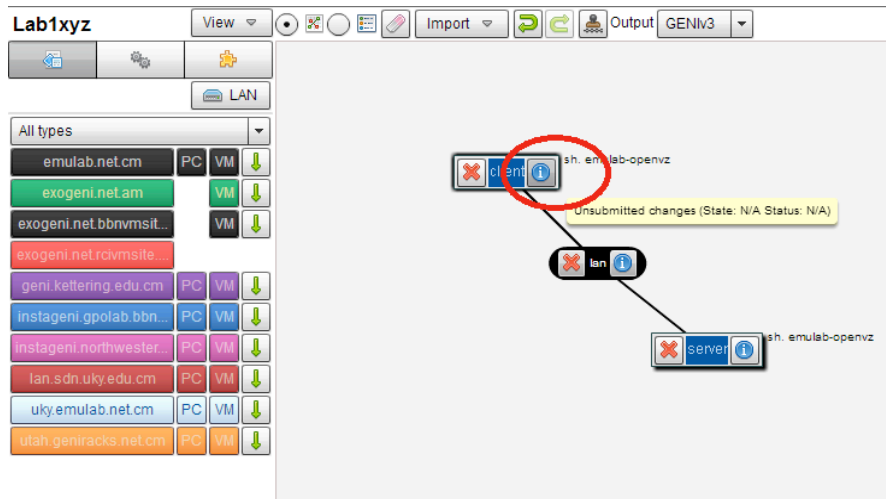 Lab1xyz
View
Import
Output
GENIv3
LAN
All types
emulab.net.cm PC VM
exogeni.net.am VM
exogeni.net.bbnvmsit... VM
exogeni.net.rcivmsite....
geni.kettering.edu.cm PC VM
instageni.gpolab.bbn... PC VM
instageni.northwester... PC VM
lan.sdn.uky.edu.cm PC VM
uky.emulab.net.cm PC VM
utah.geniracks.net.cm PC VM
client
sh. emulab-openvz
Unsubmitted changes (State: N/A Status: N/A)
lan
server
sh. emulab-openvz